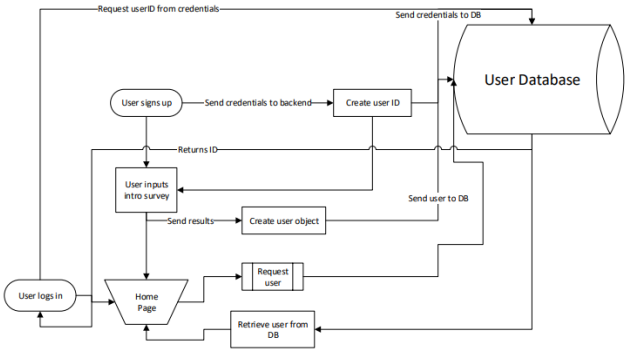 Request userID from credentials
Send credentials to DB
User Database
User signs up
Send credentials to backend
Create user ID
Returns ID
User inputs
intro survey
Send user to DB
Send results
Create user object
Request
user
User logs in
Home
Page
Retrieve user from
DB